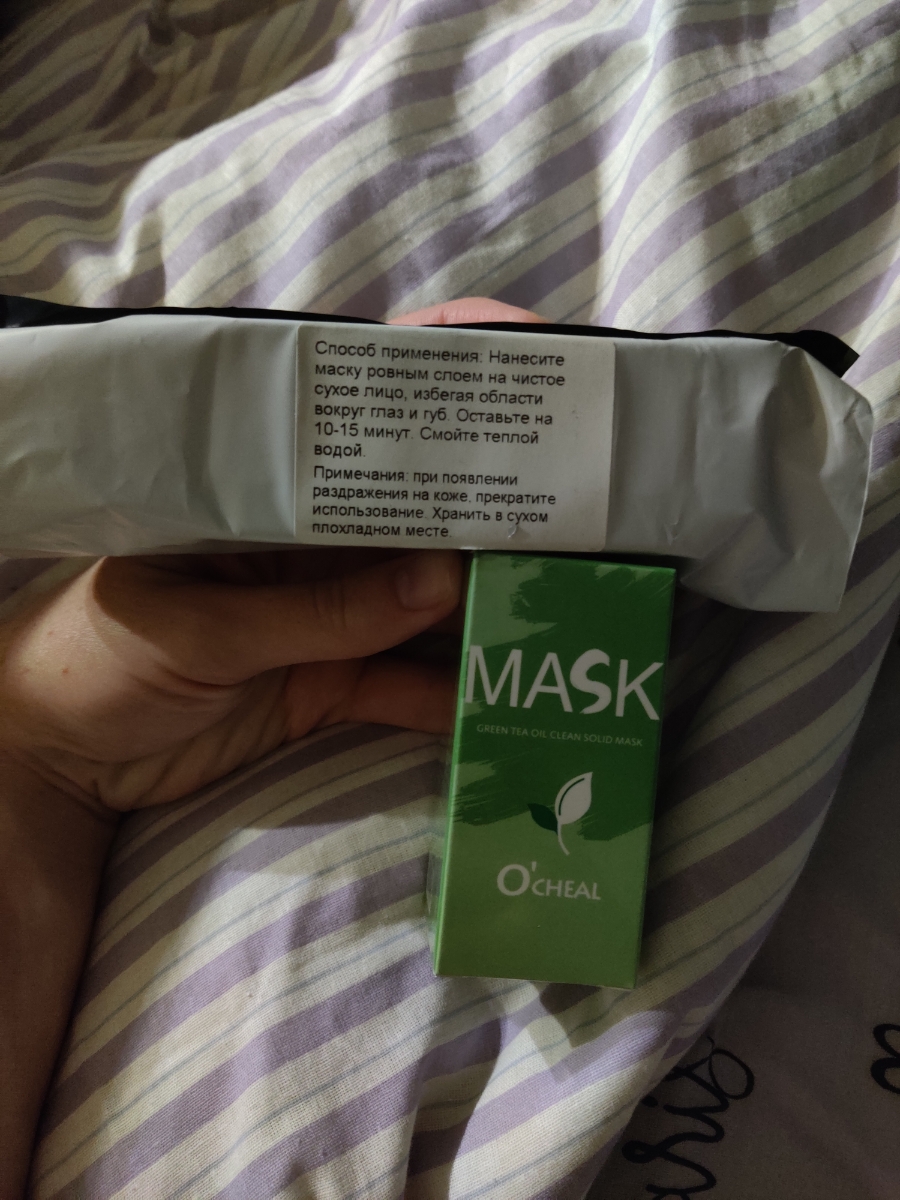 Способ применения: Нанесите
маску ровным слоем на чистое
сухое лицо, избегая области
вокруг глаз и губ. Оставьте на
10-15 минут. Смойте теплой
водой.
Примечания: при появлении
раздражения на коже, прекратите
использование. Хранить в сухом
плохладном месте.
MASK
GREEN TEA OIL CLEAN SOLID MASK
O'CHEAL